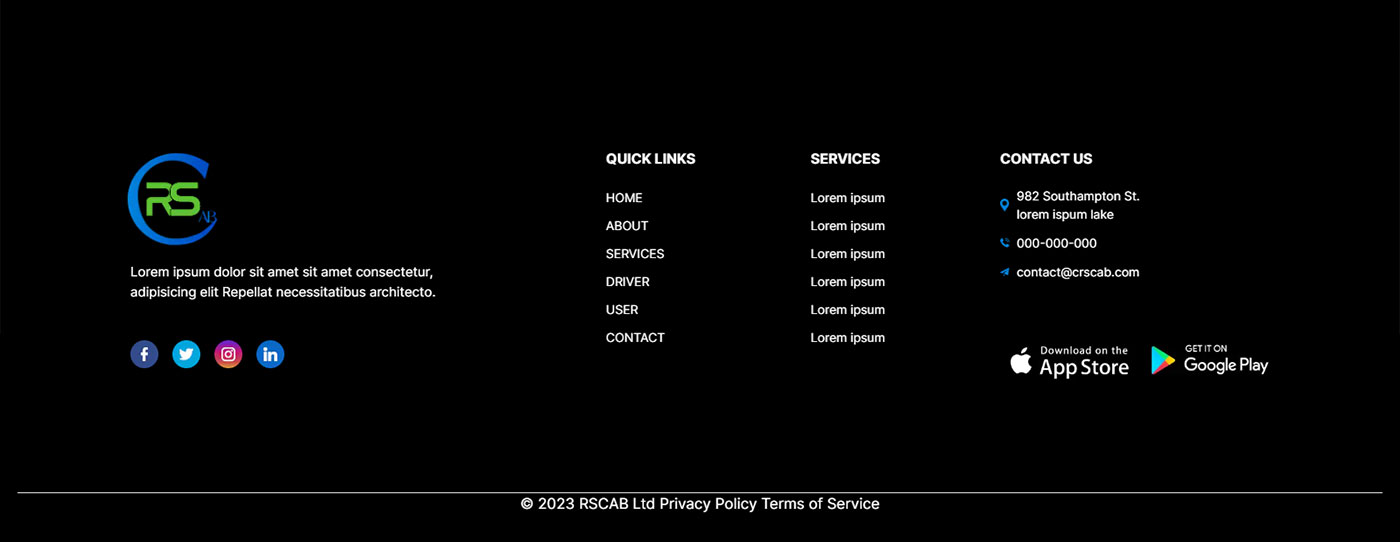 C
RS
AB
Lorem ipsum dolor sit amet sit amet consectetur,
adipisicing elit Repellat necessitatibus architecto.
QUICK LINKS
HOME
ABOUT
SERVICES
DRIVER
USER
CONTACT
SERVICES
Lorem ipsum
Lorem ipsum
Lorem ipsum
Lorem ipsum
Lorem ipsum
Lorem ipsum
CONTACT US
982 Southampton St.
lorem ispum lake
000-000-000
contact@crscab.com
Download on the
App Store
GET IT ON
Google Play
© 2023 RSCAB Ltd Privacy Policy Terms of Service